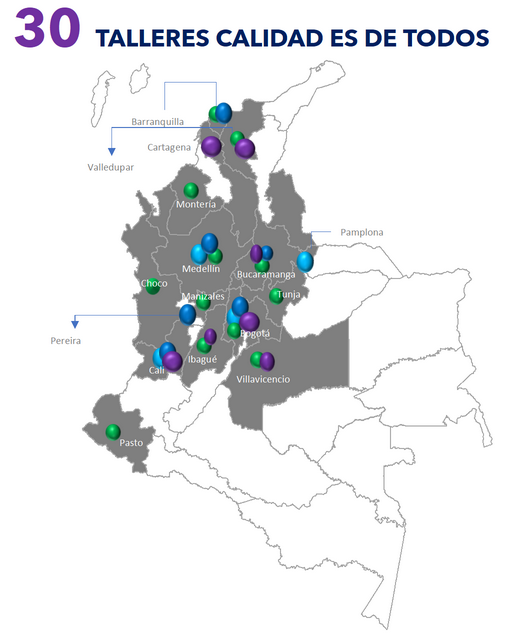 30 TALLERES CALIDAD ES DE TODOS
Barranquilla
Cartagena
Valledupar
Montería
Pamplona
Medellín
Bucaramanga
Choco
Manizales
Tunja
Bogotá
Pereira
Ibagué
Cali
Villavicencio
Pasto